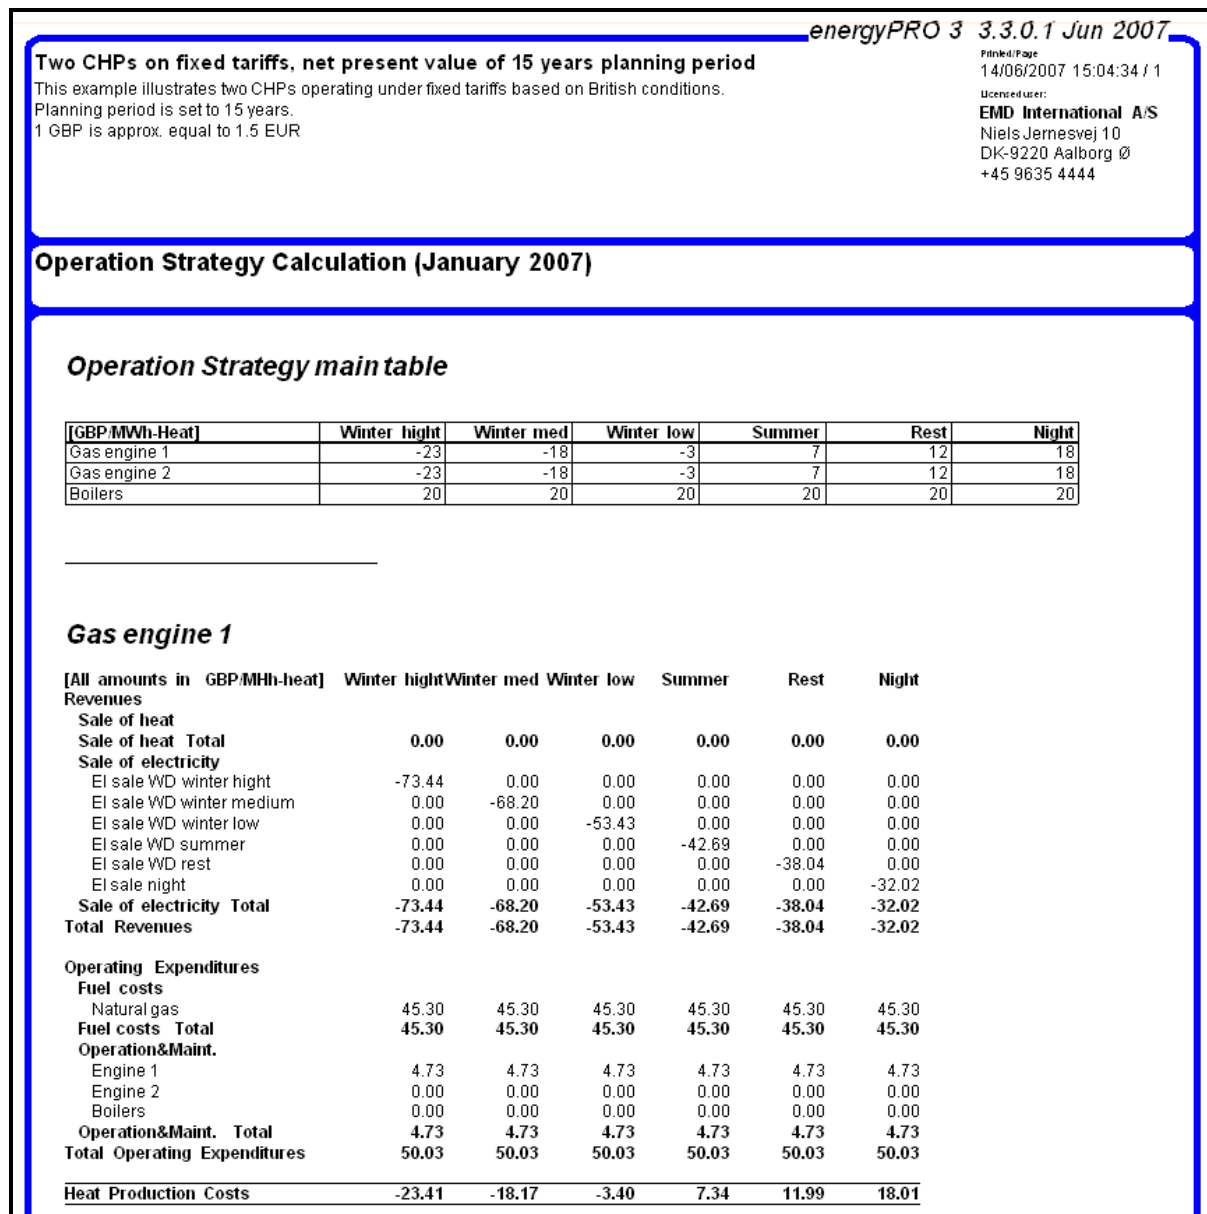 energyPRO 3 3.3.0.1 Jun 2007
Two CHPs on fixed tariffs, net present value of 15 years planning period
This example illustrates two CHPs operating under fixed tariffs based on British conditions.
Planning period is set to 15 years.
1 GBP is approx. equal to 1.5 EUR
Printed/Page
14/06/2007 15:04:34 / 1
Licensed user:
EMD International A/S
Niels Jernesvej 10
DK-9220 Aalborg Ø
+45 9635 4444
Operation Strategy Calculation (January 2007)
Operation Strategy main table
[GBP/MWh-Heat] Winter hight Winter med Winter low Summer Rest Night
Gas engine 1 -23 -18 -3 7 12 18
Gas engine 2 -23 -18 -3 7 12 18
Boilers 20 20 20 20 20 20
Gas engine 1
[All amounts in GBP/MHh-heat] Winter hight Winter med Winter low Summer Rest Night
Revenues
Sale of heat
Sale of heat Total 0.00 0.00 0.00 0.00 0.00 0.00
Sale of electricity
El sale WD winter hight -73.44 0.00 0.00 0.00 0.00 0.00
El sale WD winter medium 0.00 -68.20 0.00 0.00 0.00 0.00
El sale WD winter low 0.00 0.00 -53.43 0.00 0.00 0.00
El sale WD summer 0.00 0.00 0.00 -42.69 0.00 0.00
El sale WD rest 0.00 0.00 0.00 0.00 -38.04 0.00
El sale night 0.00 0.00 0.00 0.00 0.00 -32.02
Sale of electricity Total -73.44 -68.20 -53.43 -42.69 -38.04 -32.02
Total Revenues -73.44 -68.20 -53.43 -42.69 -38.04 -32.02
Operating Expenditures
Fuel costs
Natural gas 45.30 45.30 45.30 45.30 45.30 45.30
Fuel costs Total 45.30 45.30 45.30 45.30 45.30 45.30
Operation&Maint.
Engine 1 4.73 4.73 4.73 4.73 4.73 4.73
Engine 2 0.00 0.00 0.00 0.00 0.00 0.00
Boilers 0.00 0.00 0.00 0.00 0.00 0.00
Operation&Maint. Total 4.73 4.73 4.73 4.73 4.73 4.73
Total Operating Expenditures 50.03 50.03 50.03 50.03 50.03 50.03
Heat Production Costs -23.41 -18.17 -3.40 7.34 11.99 18.01